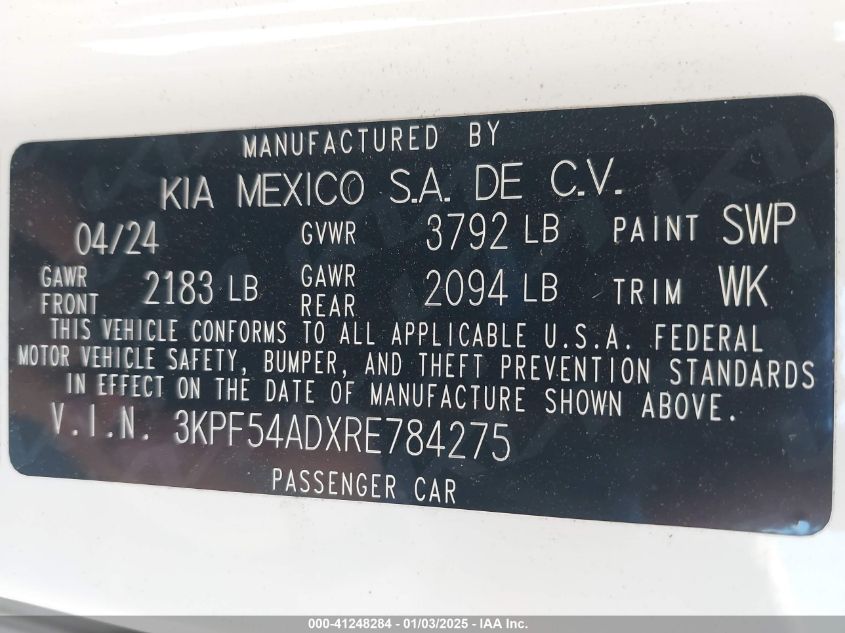 MANUFACTURED BY
KIA MEXICO S.A. DE C.V.
04/24 GVWR 3792 LB PAINT SWP
GAWR FRONT 2183 LB GAWR REAR 2094 LB TRIM WK
THIS VEHICLE CONFORMS TO ALL APPLICABLE U.S.A. FEDERAL
MOTOR VEHICLE SAFETY, BUMPER, AND THEFT PREVENTION STANDARDS
IN EFFECT ON THE DATE OF MANUFACTURE SHOWN ABOVE.
V.I.N. 3KPF54ADXRE784275
PASSENGER CAR
000-41248284 - 01/03/2025 - IAA Inc.